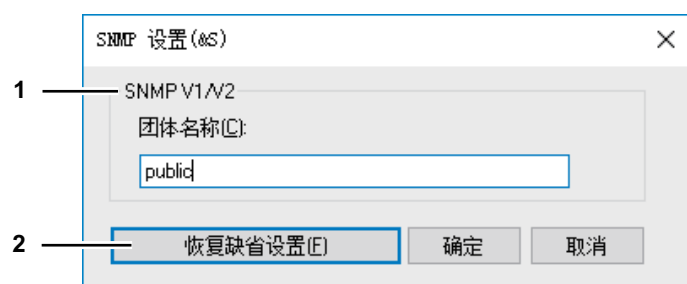 SNMP 设置(&S)
1 SNMP V1/V2
团体名称(C):
public
2 恢复缺省设置(F) 确定 取消